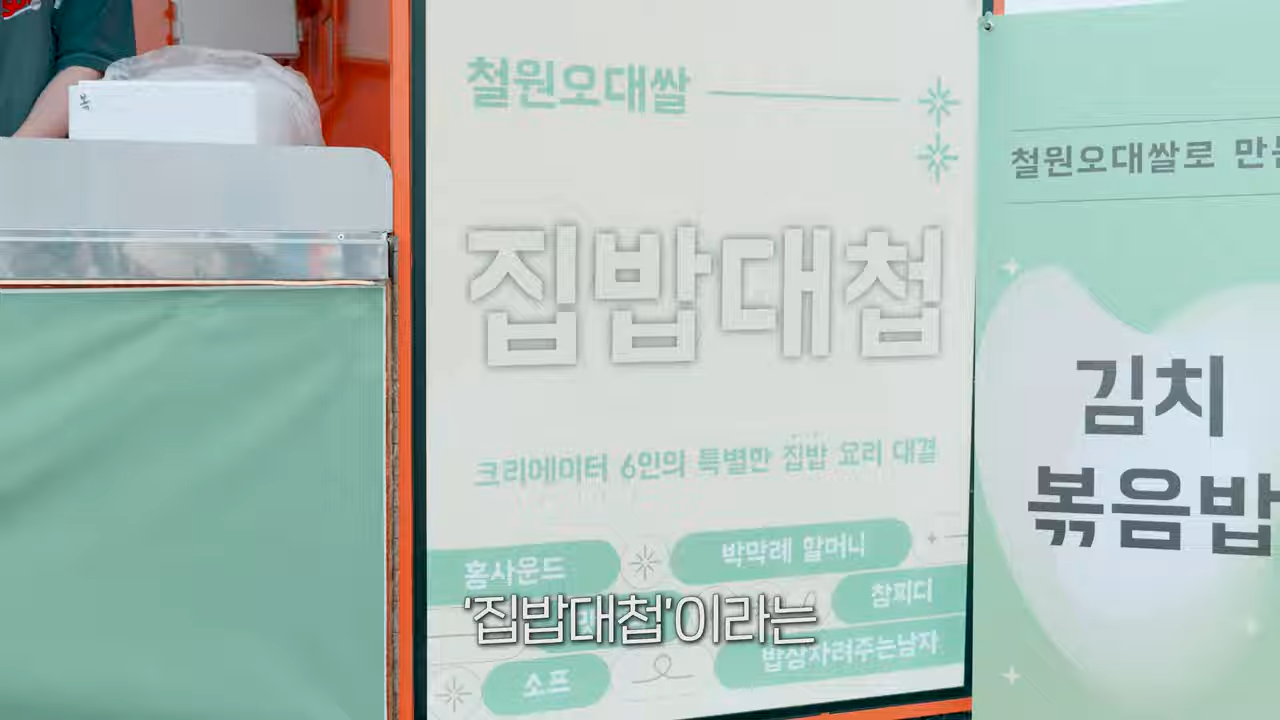 철원오대쌀
집밥대첩
크리에이터 6인의 특별한 집밥 요리 대결
홍사운드
박막례 할머니
참피디
소프
밥상차려주는남자
'집밥대첩'이라는
철원오대쌀로
김치
볶음밥